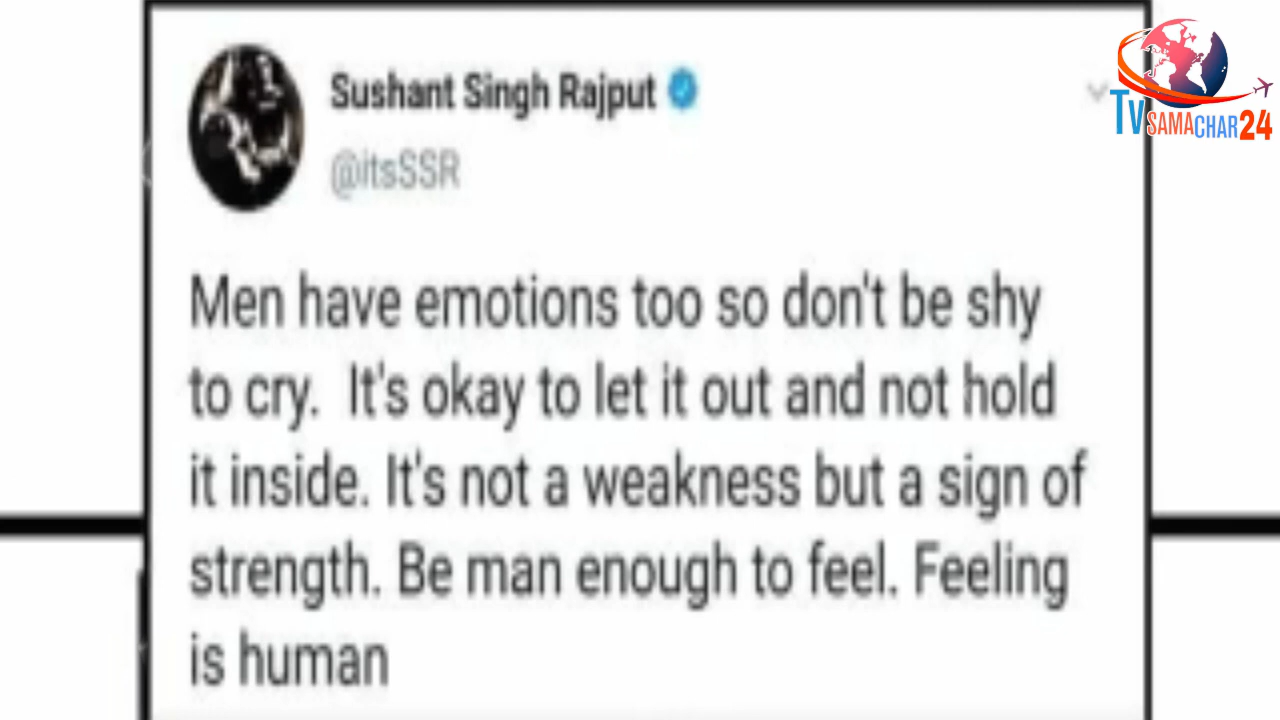 Sushant Singh Rajput
@itsSSR
Men have emotions too so don't be shy
to cry. It's okay to let it out and not hold
it inside. It's not a weakness but a sign of
strength. Be man enough to feel. Feeling
is human
TV SAMACHAR 24